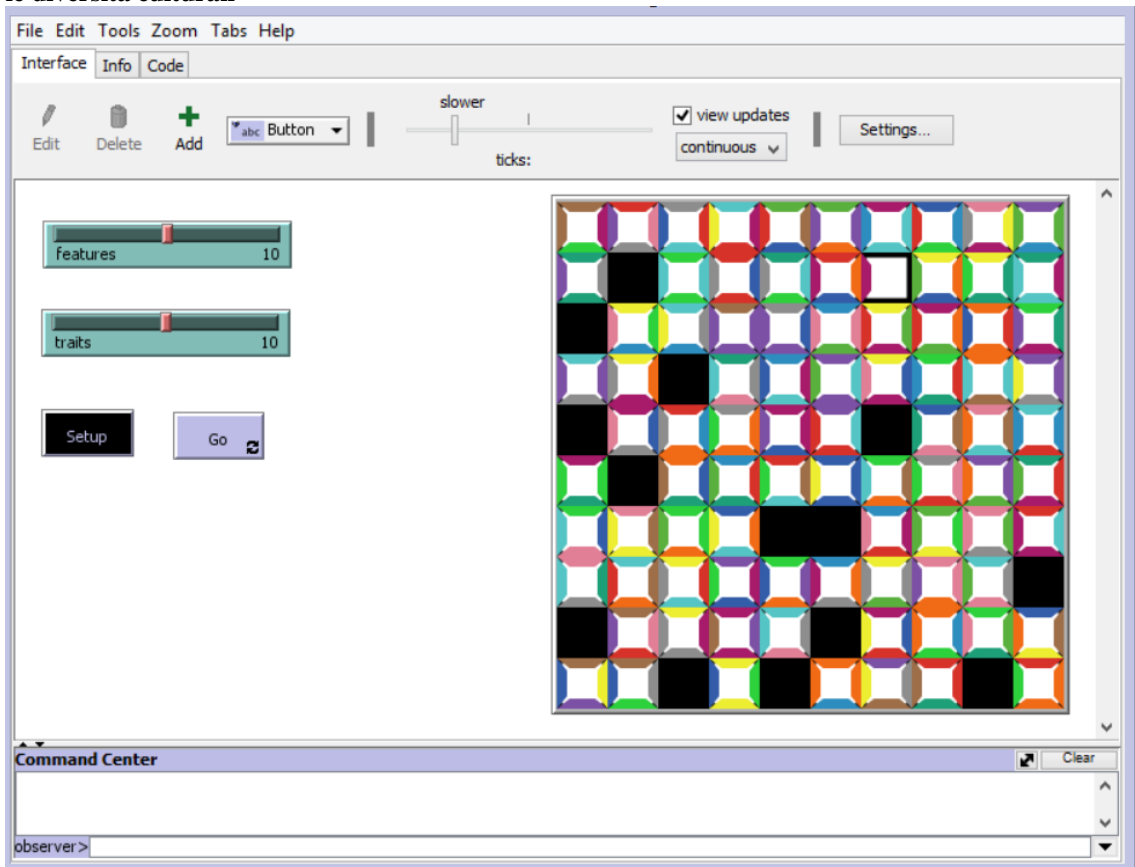 File Edit Tools Zoom Tabs Help
Interface Info Code
slower
Edit Delete Add abc Button view updates Settings...
continuous
ticks:
features 10
traits 10
Setup Go
Command Center Clear
observer>